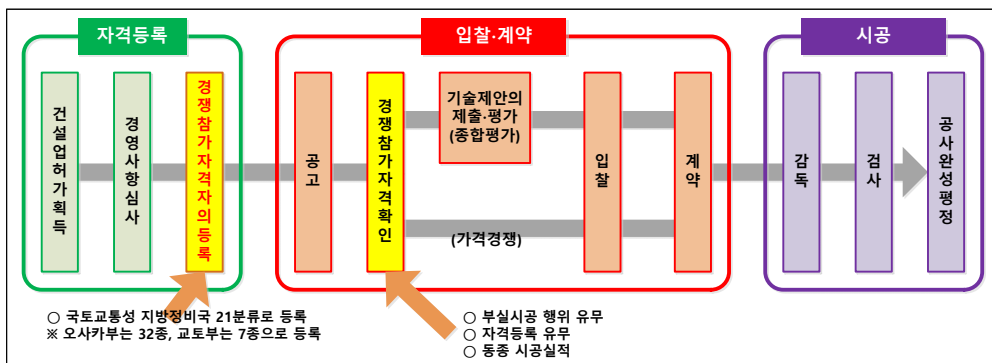 자격등록
건설업허가획득
경영사항심사
경쟁참가자격자의등록
입찰·계약
공고
경쟁참가자격확인
기술제안의
제출·평가
(종합평가)
(가격경쟁)
입찰
계약
시공
감독
검사
공사완성평정
○ 국토교통성 지방정비국 21분류로 등록
※ 오사카부는 32종, 교토부는 7종으로 등록
○ 부실시공 행위 유무
○ 자격등록 유무
○ 동종 시공실적